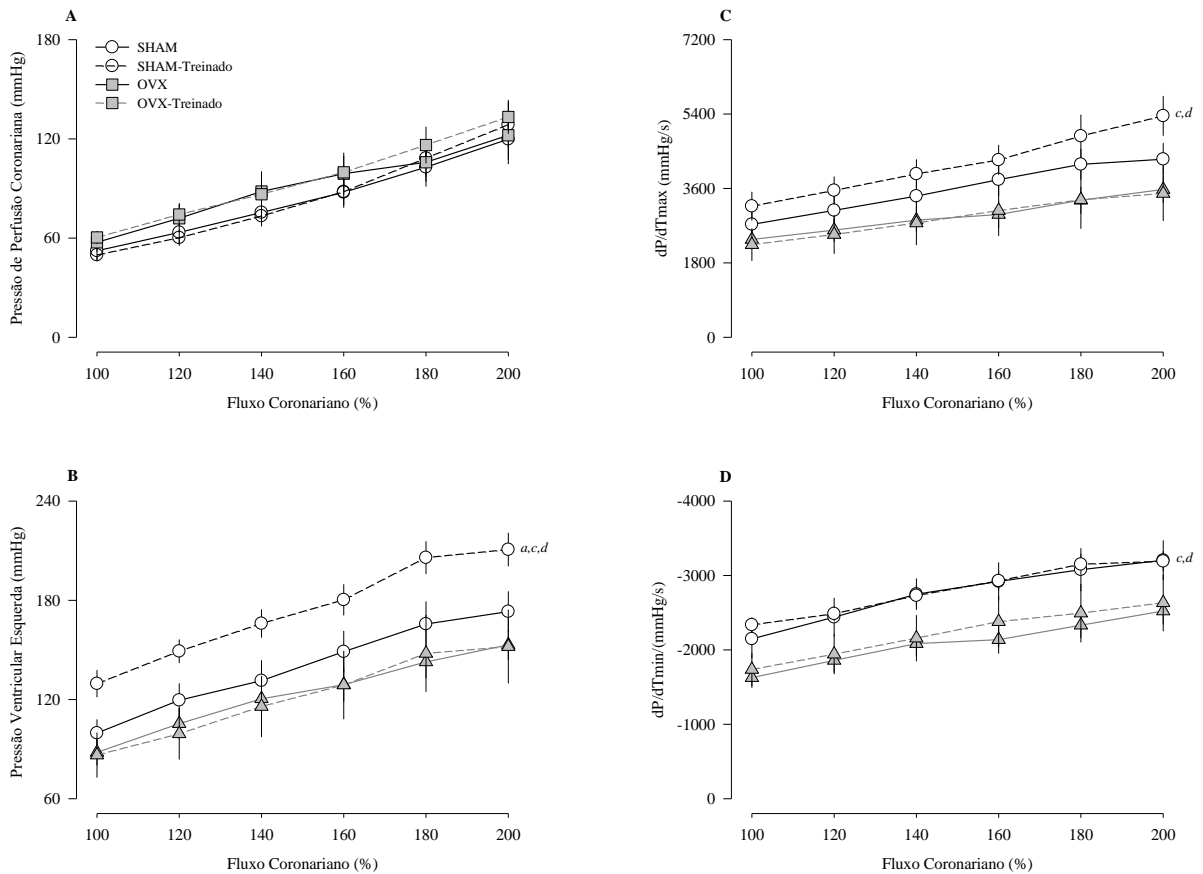 A
Pressão de Perfusão Coronariana (mmHg)
180
120
60
0
SHAM
SHAM-Treinado
OVX
OVX-Treinado
100 120 140 160 180 200
Fluxo Coronariano (%)
C
dP/dTmax (mmHg/s)
7200
5400
3600
1800
0
c,d
100 120 140 160 180 200
Fluxo Coronariano (%)
B
Pressão Ventricular Esquerda (mmHg)
240
180
120
60
a,c,d
100 120 140 160 180 200
Fluxo Coronariano (%)
D
dP/dTmin/(mmHg/s)
-4000
-3000
-2000
-1000
0
c,d
100 120 140 160 180 200
Fluxo Coronariano (%)